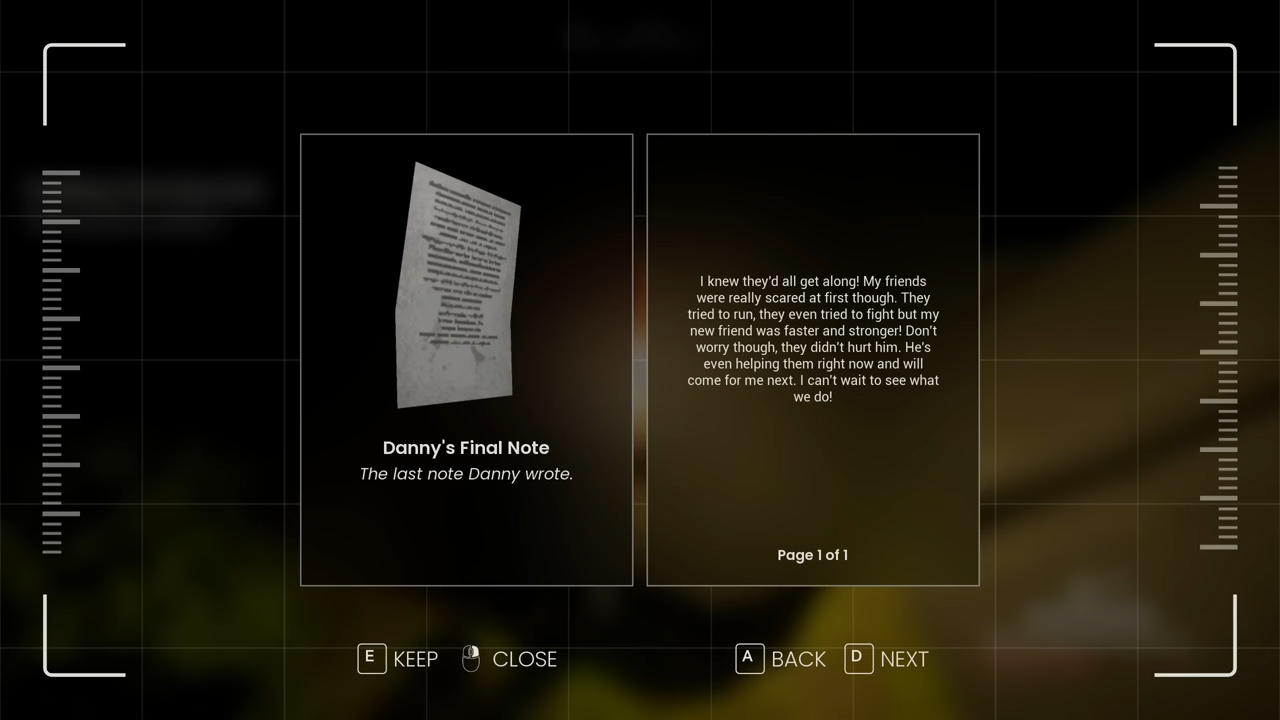 I knew they'd all get along! My friends
were really scared at first though. They
tried to run, they even tried to fight but my
new friend was faster and stronger! Don't
worry though, they didn't hurt him. He's
even helping them right now and will
come for me next. I can't wait to see what
we do!
Danny's Final Note
The last note Danny wrote.
Page 1 of 1
E KEEP
CLOSE
A BACK
D NEXT